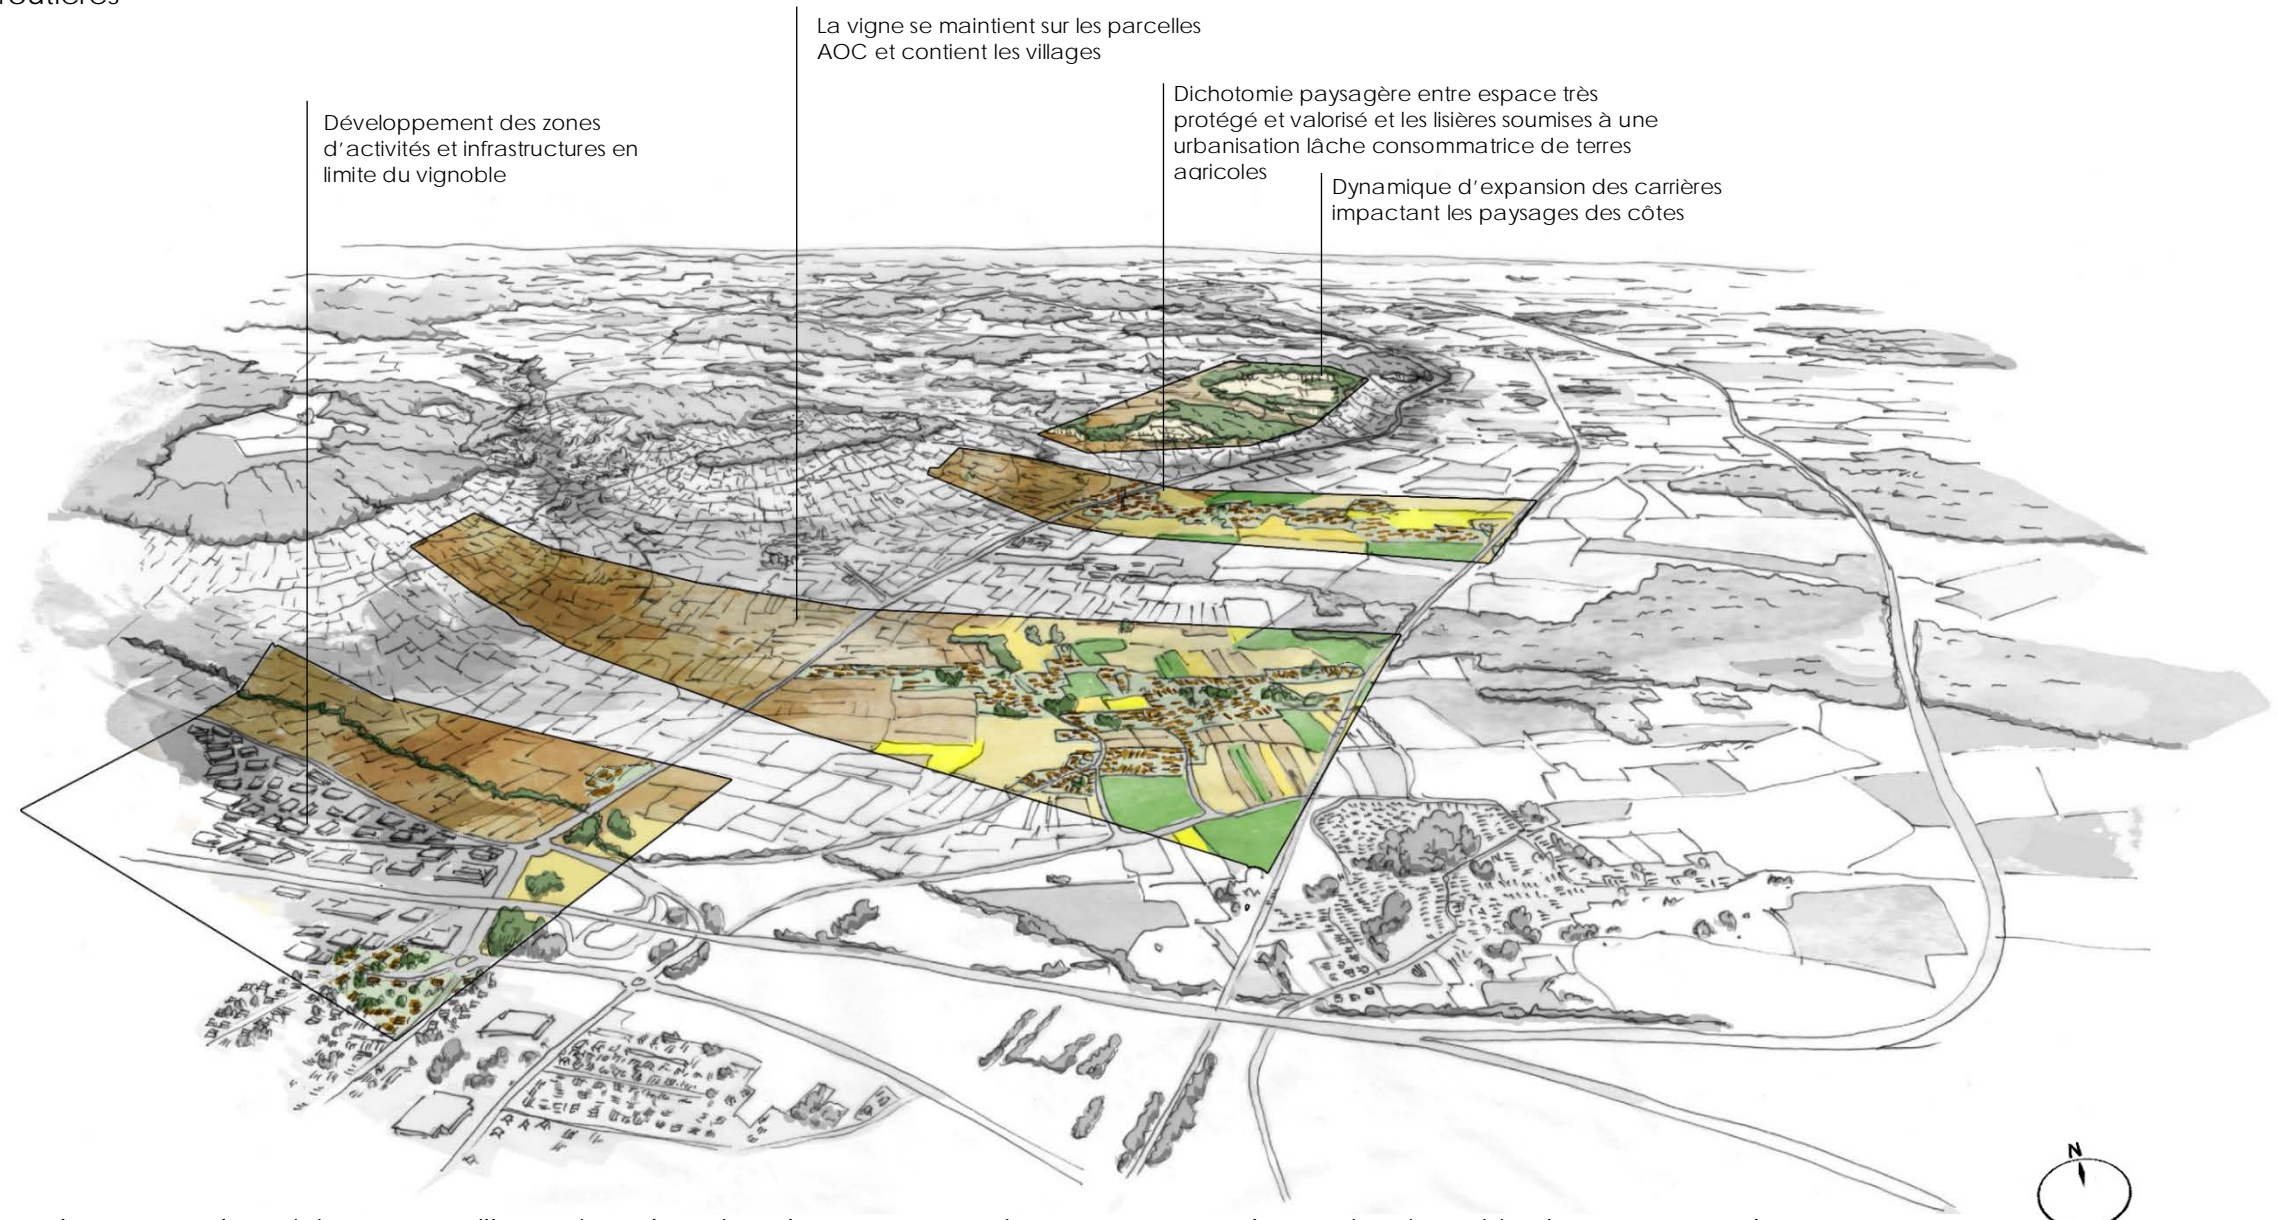 routières
La vigne se maintient sur les parcelles
AOC et contient les villages
Dichotomie paysagère entre espace très
protégé et valorisé et les lisières soumises à une
urbanisation lâche consommatrice de terres
agricoles
Développement des zones
d’activités et infrastructures en
limite du vignoble
Dynamique d’expansion des carrières
impactant les paysages des côtes
N